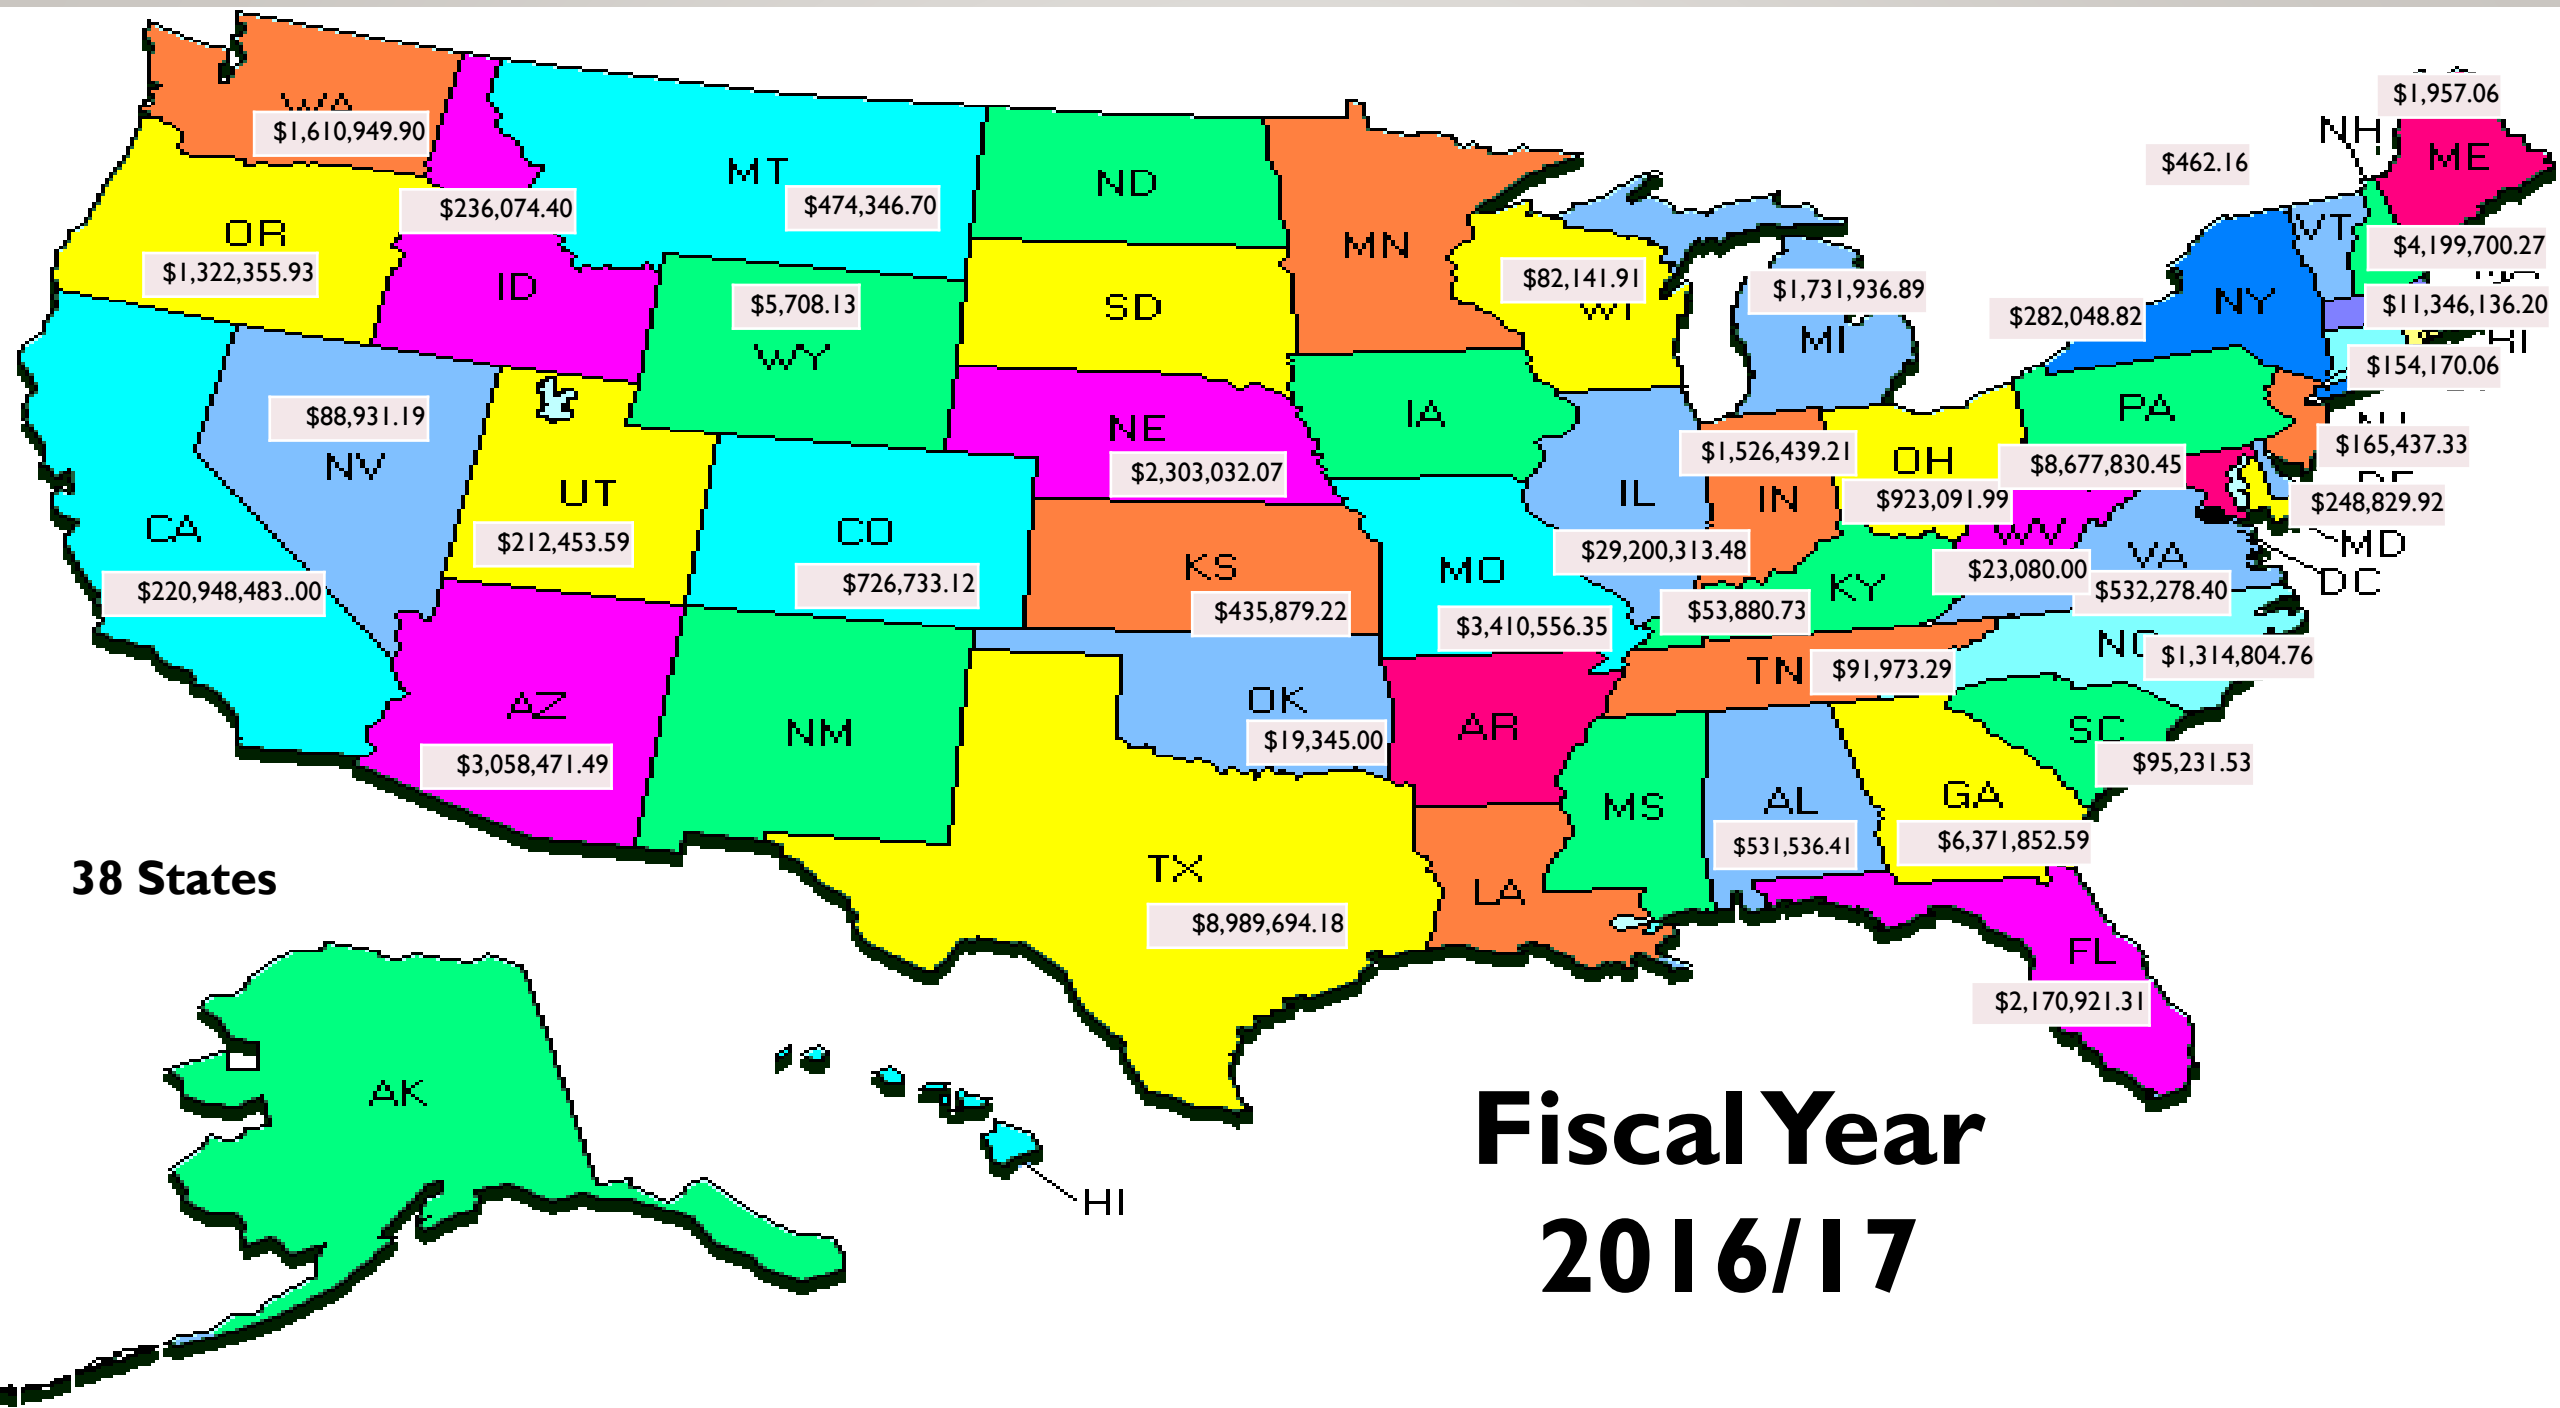 $1,957.06
NH
WA
$1,610,949.90
ME
$462.16
MT
ND
$474,346.70
$236,074.40
OR
VT
MN
$4,199,700.27
MA
$1,322,355.93
ID
$82,141.91
$1,731,936.89
$5,708.13
SD
WI
NY
$11,346,136.20
$282,048.82
MI
RI
WY
$154,170.06
$88,931.19
NE
IA
PA
NJ
NV
$2,303,032.07
$1,526,439.21
OH
$8,677,830.45
$165,437.33
UT
IL
IN
$923,091.99
DE
$248,829.92
CA
CO
WV
$212,453.59
$29,200,313.48
VA
MD
KS
MO
$726,733.12
KY
$23,080.00
DC
$220,948,483..00
$532,278.40
$435,879.22
$3,410,556.35
$53,880.73
NC
$1,314,804.76
TN
$91,973.29
AZ
OK
NM
AR
SC
$19,345.00
$3,058,471.49
$95,231.53
MS
AL
GA
$531,536.41
$6,371,852.59
38 States
TX
LA
$8,989,694.18
FL
$2,170,921.31
AK
HI
Fiscal Year
2016/17